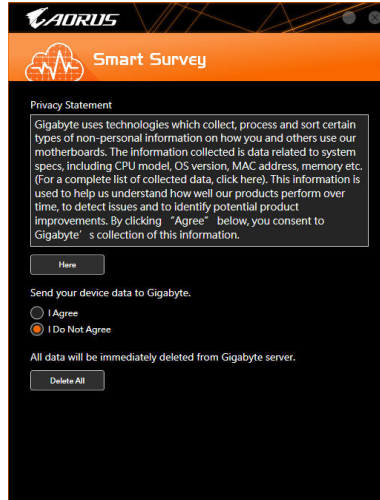 AORUS
Smart Survey
Privacy Statement
Gigabyte uses technologies which collect, process and sort certain
types of non-personal information on how you and others use our
motherboards. The information collected is data related to system
specs, including CPU model, OS version, MAC address, memory etc.
(For a complete list of collected data, click here). This information is
used to help us understand how well our products perform over
time, to detect issues and to identify potential product
improvements. By clicking “Agree” below, you consent to
Gigabyte’ s collection of this information.
Here
Send your device data to Gigabyte.
I Agree
I Do Not Agree
All data will be immediately deleted from Gigabyte server.
Delete All